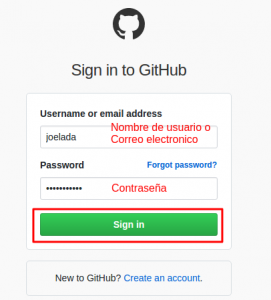 Sign in to GitHub
Username or email address
joelada
Nombre de usuario o
Correo electronico
Password Forgot password?
••••••••••• Contraseña
Sign in
New to GitHub? Create an account.